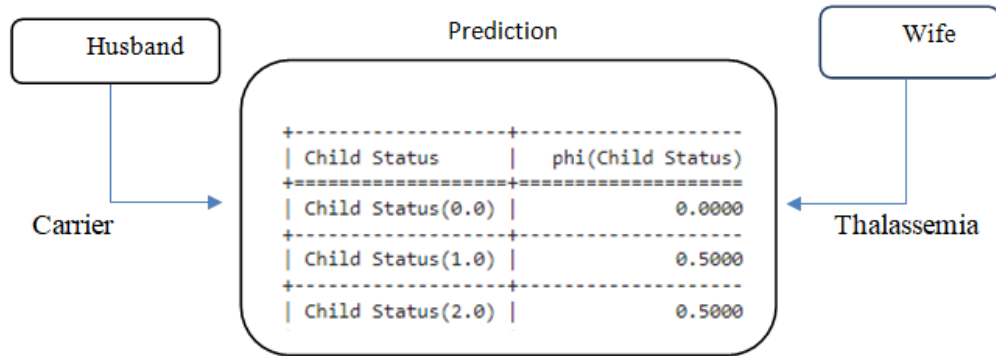 Husband
Prediction
Wife
+-------------------+--------------------
| Child Status      |   phi(Child Status)
+===================+====================
| Child Status(0.0) |              0.0000
+-------------------+--------------------
| Child Status(1.0) |              0.5000
+-------------------+--------------------
| Child Status(2.0) |              0.5000
Carrier
Thalassemia